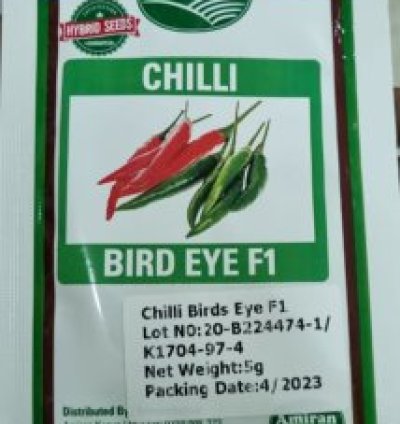 HYBRID SEEDS
CHILLI
BIRD EYE F1
Chilli Birds Eye F1
Lot NO:20-B224474-1/
K1704-97-4
Net Weight:5g
Packing Date:4/2023
Distributed By
Amiran